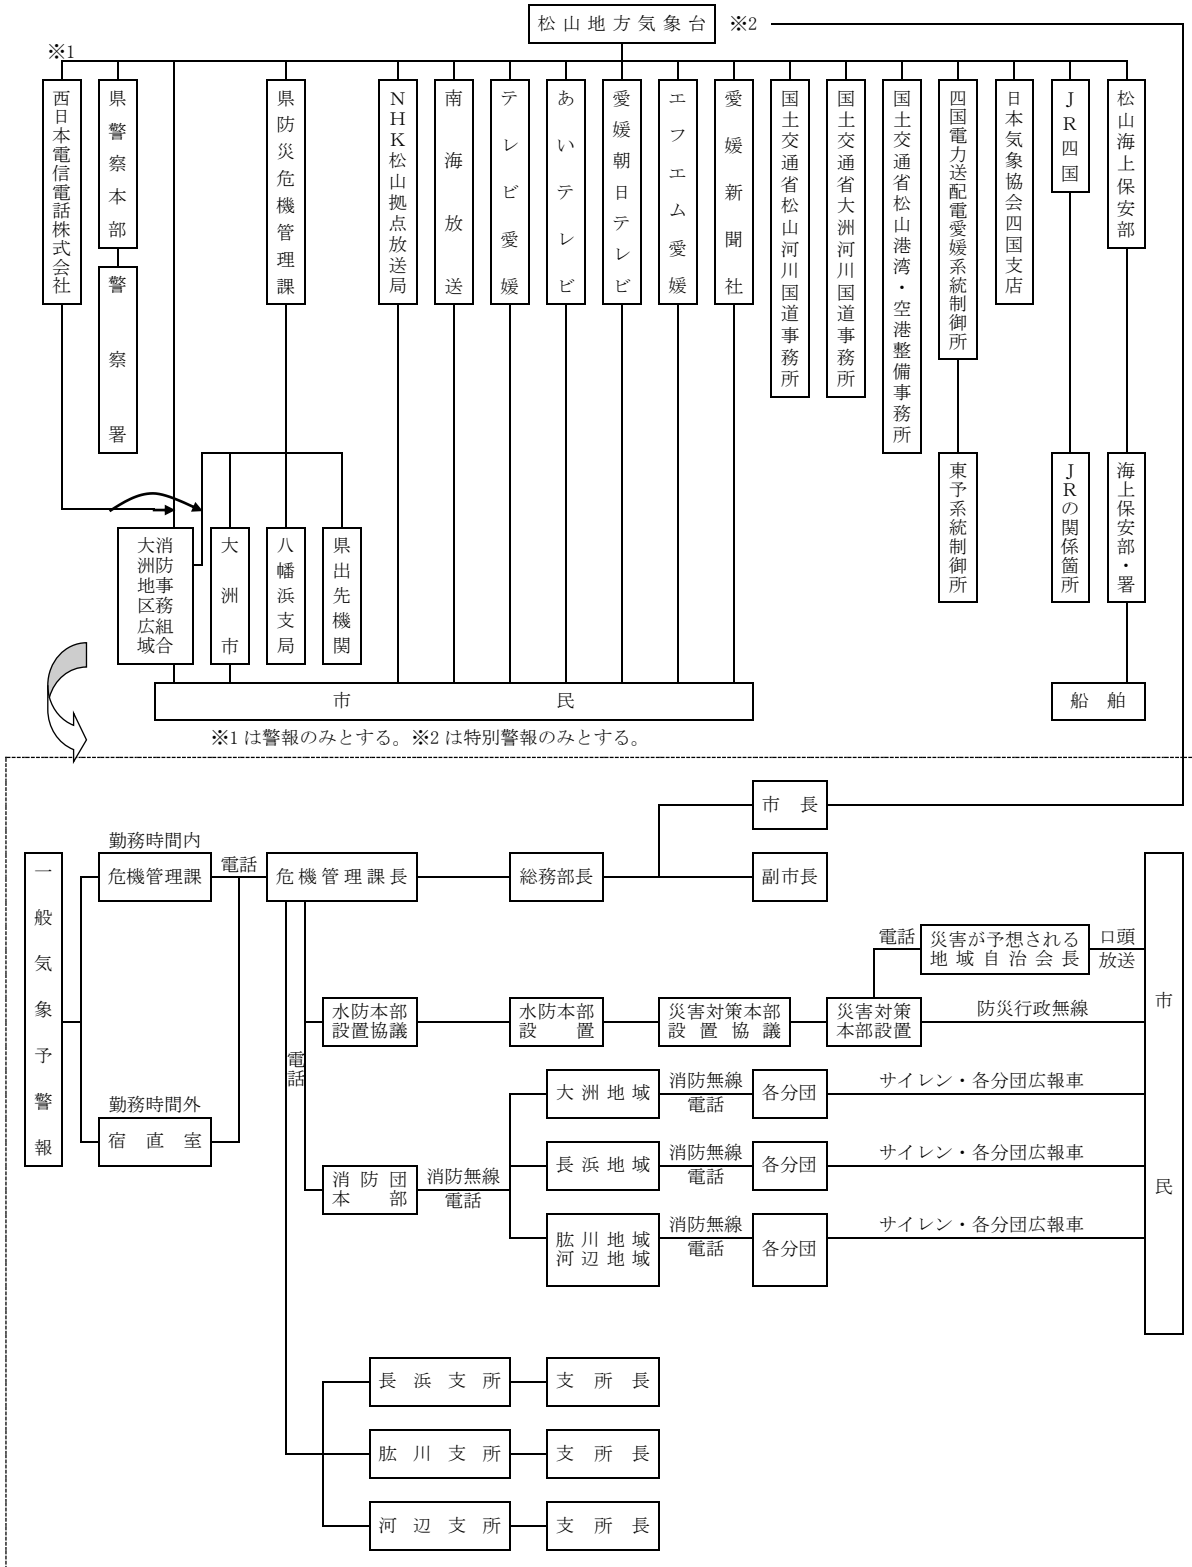 松山地方気象台 ※2
※1
西日本電信電話株式会社
県警察本部
警察署
県防災危機管理課
NHK松山拠点放送局
南海放送
テレビ愛媛
あいテレビ
愛媛朝日テレビ
エフエム愛媛
愛媛新聞社
国土交通省松山河川国道事務所
国土交通省大洲河川国道事務所
国土交通省松山港湾・空港整備事務所
四国電力送配電愛媛系統制御所
日本気象協会四国支店
JR四国
松山海上保安部
東予系統制御所
JRの関係箇所
海上保安部・署
大洲地区広域
消防事務組合
大洲市
八幡浜支局
県出先機関
市民
船舶
※1は警報のみとする。※2は特別警報のみとする。
一般気象予警報
勤務時間内
危機管理課
電話
危機管理課長
総務部長
市長
副市長
勤務時間外
宿直室
電話
水防本部
設置協議
水防本部
設置
災害対策本部
設置協議
災害対策
本部設置
電話
災害が予想される
地域自治会長
口頭
放送
防災行政無線
消防団
本部
消防無線
電話
大洲地域
消防無線
電話
各分団
サイレン・各分団広報車
長浜地域
消防無線
電話
各分団
サイレン・各分団広報車
肱川地域
河辺地域
消防無線
電話
各分団
サイレン・各分団広報車
市民
長浜支所
支所長
肱川支所
支所長
河辺支所
支所長